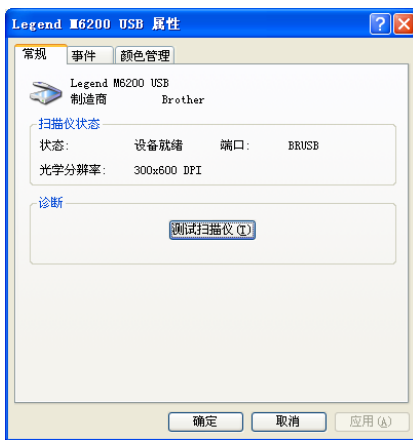 Legend M6200 USB 属性
常规 事件 颜色管理
Legend M6200 USB
制造商 Brother
扫描仪状态
状态: 设备就绪 端口: BRUSB
光学分辨率: 300x600 DPI
诊断
测试扫描仪(T)
确定 取消 应用(A)